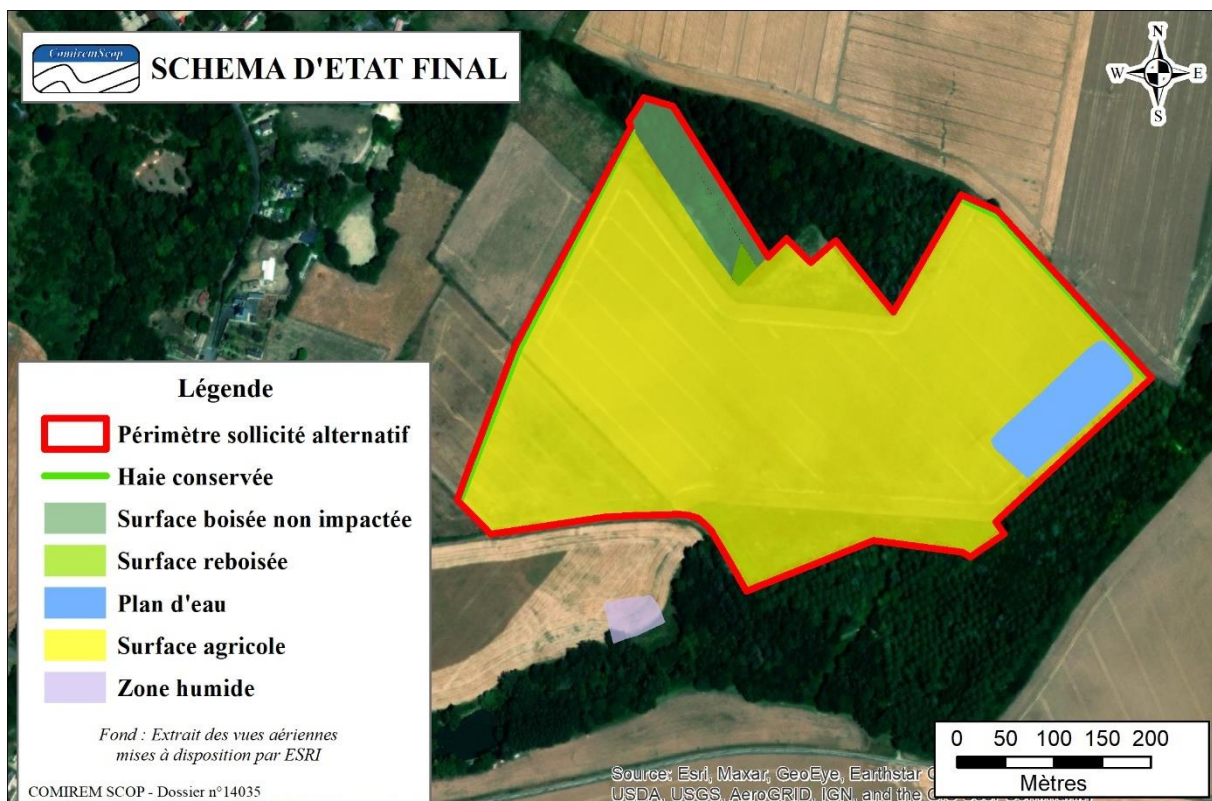 ComiremScop
SCHEMA D'ETAT FINAL
N
W E
S
Légende
Périmètre sollicité alternatif
Haie conservée
Surface boisée non impactée
Surface reboisée
Plan d'eau
Surface agricole
Zone humide
Fond : Extrait des vues aériennes
mises à disposition par ESRI
COMIREM SCOP - Dossier n°14035
0 50 100 150 200
Mètres
Source: Esri, Maxar, GeoEye, Earthstar
USDA, USGS, AeroGRID, IGN, and the